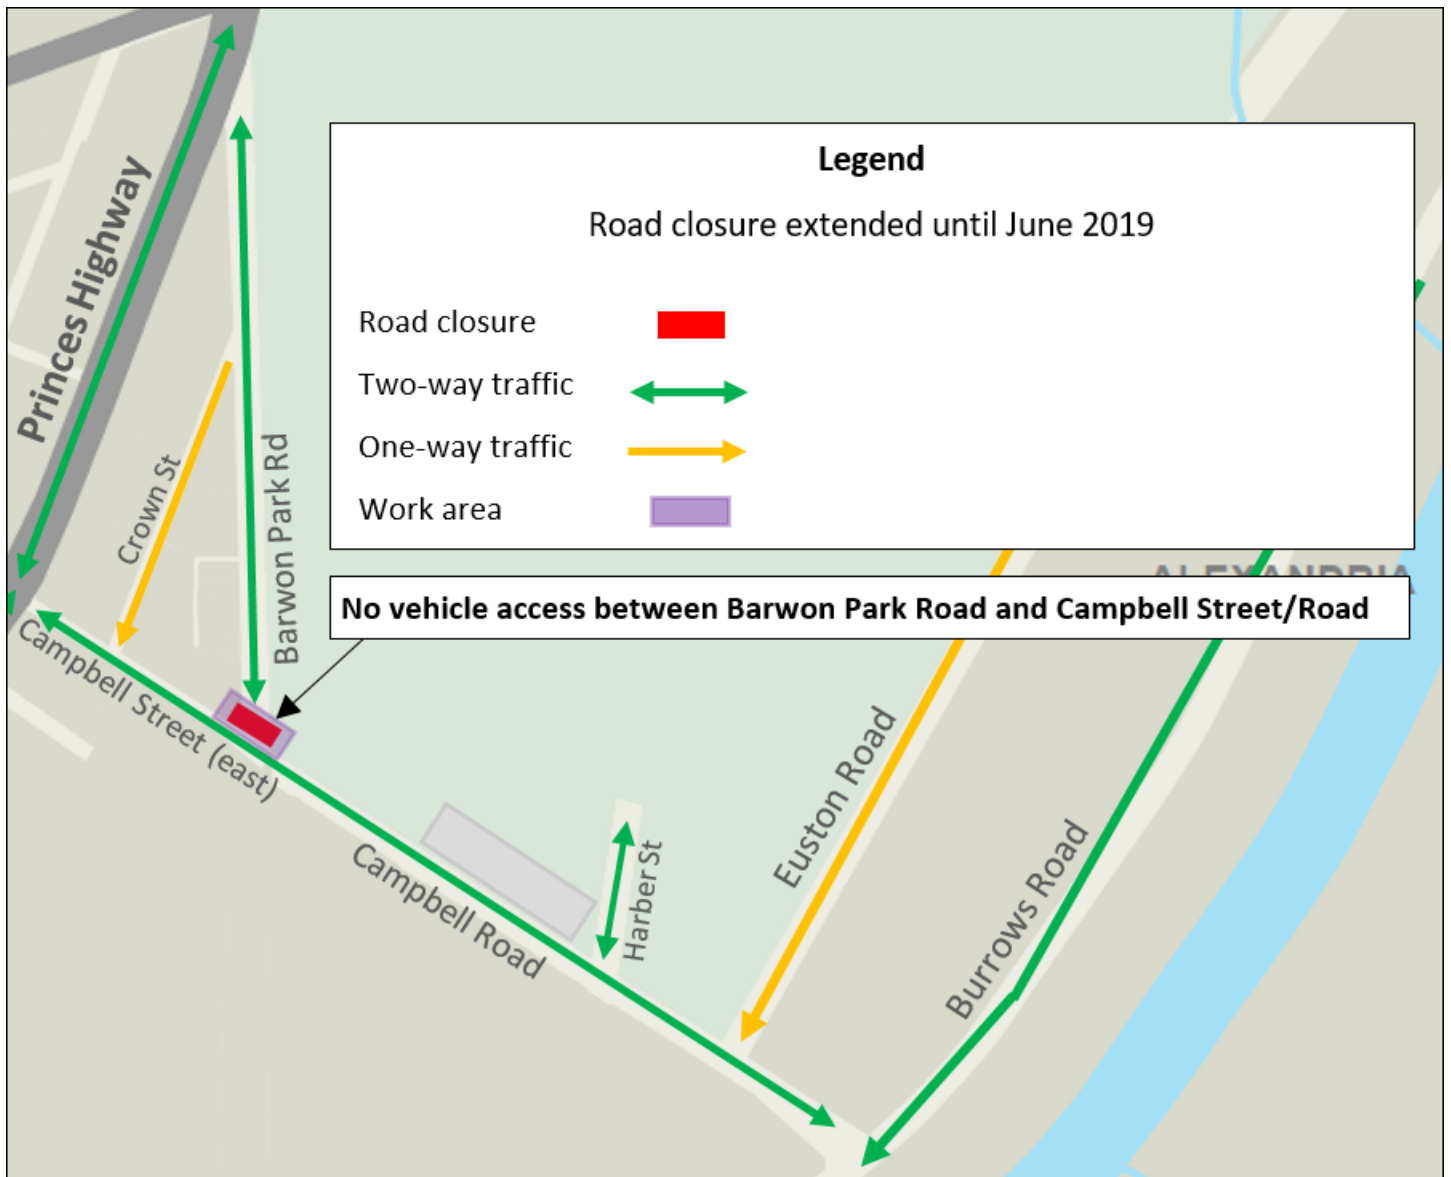 Legend
Road closure extended until June 2019
Road closure
Two-way traffic
One-way traffic
Work area
No vehicle access between Barwon Park Road and Campbell Street/Road
Princes Highway
Crown St
Barwon Park Rd
Campbell Street (east)
Campbell Road
Harber St
Euston Road
Burrows Road
ALEXANDRIA